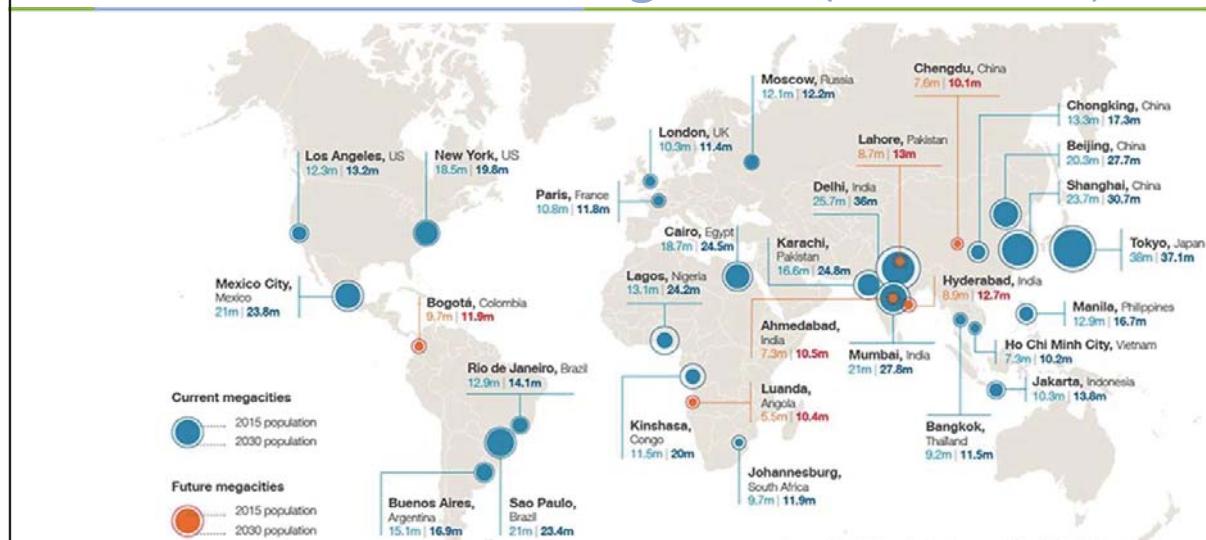 Moscow, Russia
12.1m | 12.2m
Chengdu, China
7.6m | 10.1m
Chongking, China
13.3m | 17.3m
London, UK
10.3m | 11.4m
Lahore, Pakistan
8.7m | 13m
Beijing, China
20.3m | 27.7m
Los Angeles, US
12.3m | 13.2m
New York, US
18.5m | 19.8m
Paris, France
10.8m | 11.8m
Delhi, India
25.7m | 36m
Shanghai, China
23.7m | 30.7m
Cairo, Egypt
18.7m | 24.5m
Karachi,
Pakistan
16.6m | 24.8m
Tokyo, Japan
38m | 37.1m
Mexico City,
Mexico
21m | 23.8m
Bogotá, Colombia
9.7m | 11.9m
Lagos, Nigeria
13.1m | 24.2m
Hyderabad, India
8.9m | 12.7m
Manila, Philippines
12.9m | 16.7m
Ahmedabad,
India
7.3m | 10.5m
Mumbai, India
21m | 27.8m
Ho Chi Minh City, Vietnam
7.3m | 10.2m
Rio de Janeiro, Brazil
12.9m | 14.1m
Luanda,
Angola
5.5m | 10.4m
Jakarta, Indonesia
10.3m | 13.8m
Current megacities
2015 population
2030 population
Kinshasa,
Congo
11.5m | 20m
Bangkok,
Thailand
9.2m | 11.5m
Johannesburg,
South Africa
9.7m | 11.9m
Future megacities
2015 population
2030 population
Buenos Aires,
Argentina
15.1m | 16.9m
Sao Paulo,
Brazil
21m | 23.4m